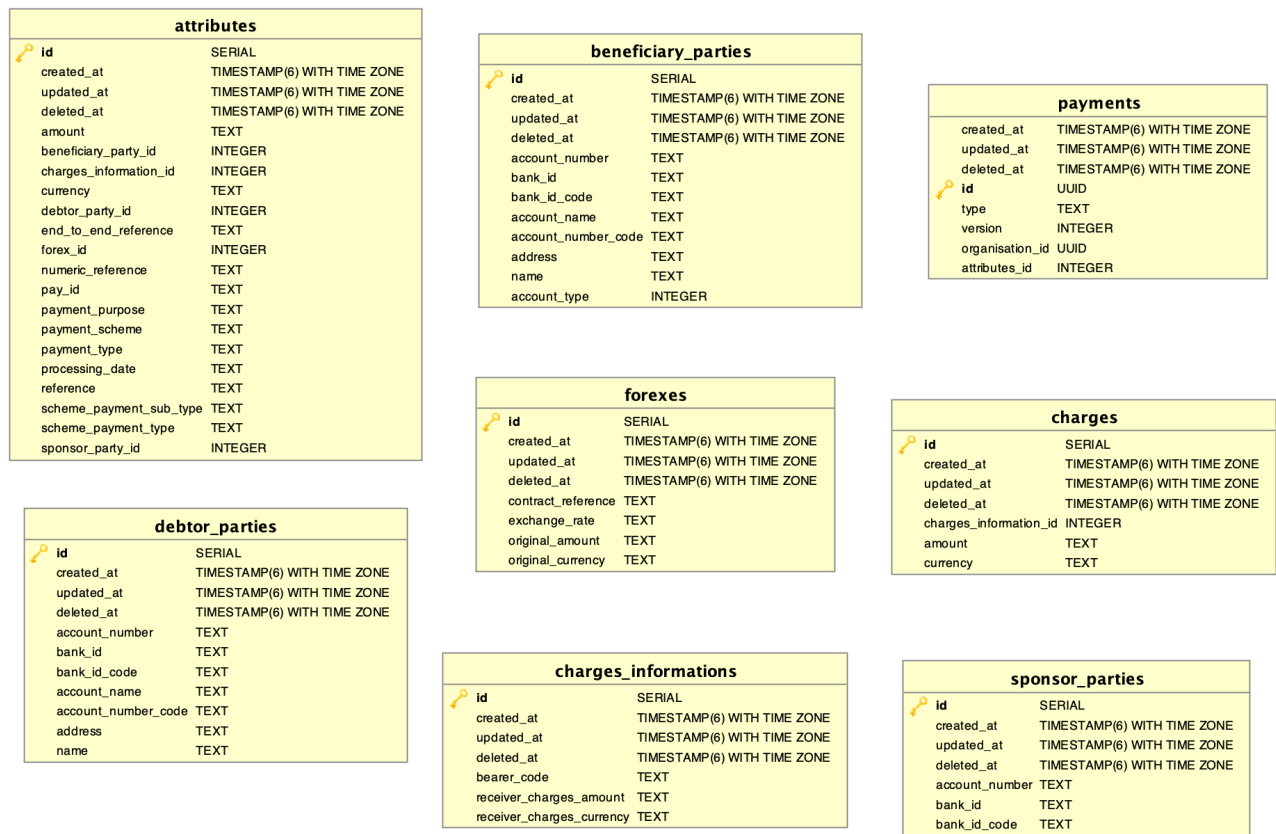 attributes
id SERIAL
created_at TIMESTAMP(6) WITH TIME ZONE
updated_at TIMESTAMP(6) WITH TIME ZONE
deleted_at TIMESTAMP(6) WITH TIME ZONE
amount TEXT
beneficiary_party_id INTEGER
charges_information_id INTEGER
currency TEXT
debtor_party_id INTEGER
end_to_end_reference TEXT
forex_id INTEGER
numeric_reference TEXT
pay_id TEXT
payment_purpose TEXT
payment_scheme TEXT
payment_type TEXT
processing_date TEXT
reference TEXT
scheme_payment_sub_type TEXT
scheme_payment_type TEXT
sponsor_party_id INTEGER
beneficiary_parties
id SERIAL
created_at TIMESTAMP(6) WITH TIME ZONE
updated_at TIMESTAMP(6) WITH TIME ZONE
deleted_at TIMESTAMP(6) WITH TIME ZONE
account_number TEXT
bank_id TEXT
bank_id_code TEXT
account_name TEXT
account_number_code TEXT
address TEXT
name TEXT
account_type INTEGER
payments
created_at TIMESTAMP(6) WITH TIME ZONE
updated_at TIMESTAMP(6) WITH TIME ZONE
deleted_at TIMESTAMP(6) WITH TIME ZONE
id UUID
type TEXT
version INTEGER
organisation_id UUID
attributes_id INTEGER
forexes
id SERIAL
created_at TIMESTAMP(6) WITH TIME ZONE
updated_at TIMESTAMP(6) WITH TIME ZONE
deleted_at TIMESTAMP(6) WITH TIME ZONE
contract_reference TEXT
exchange_rate TEXT
original_amount TEXT
original_currency TEXT
charges
id SERIAL
created_at TIMESTAMP(6) WITH TIME ZONE
updated_at TIMESTAMP(6) WITH TIME ZONE
deleted_at TIMESTAMP(6) WITH TIME ZONE
charges_information_id INTEGER
amount TEXT
currency TEXT
debtor_parties
id SERIAL
created_at TIMESTAMP(6) WITH TIME ZONE
updated_at TIMESTAMP(6) WITH TIME ZONE
deleted_at TIMESTAMP(6) WITH TIME ZONE
account_number TEXT
bank_id TEXT
bank_id_code TEXT
account_name TEXT
account_number_code TEXT
address TEXT
name TEXT
charges_informations
id SERIAL
created_at TIMESTAMP(6) WITH TIME ZONE
updated_at TIMESTAMP(6) WITH TIME ZONE
deleted_at TIMESTAMP(6) WITH TIME ZONE
bearer_code TEXT
receiver_charges_amount TEXT
receiver_charges_currency TEXT
sponsor_parties
id SERIAL
created_at TIMESTAMP(6) WITH TIME ZONE
updated_at TIMESTAMP(6) WITH TIME ZONE
deleted_at TIMESTAMP(6) WITH TIME ZONE
account_number TEXT
bank_id TEXT
bank_id_code TEXT